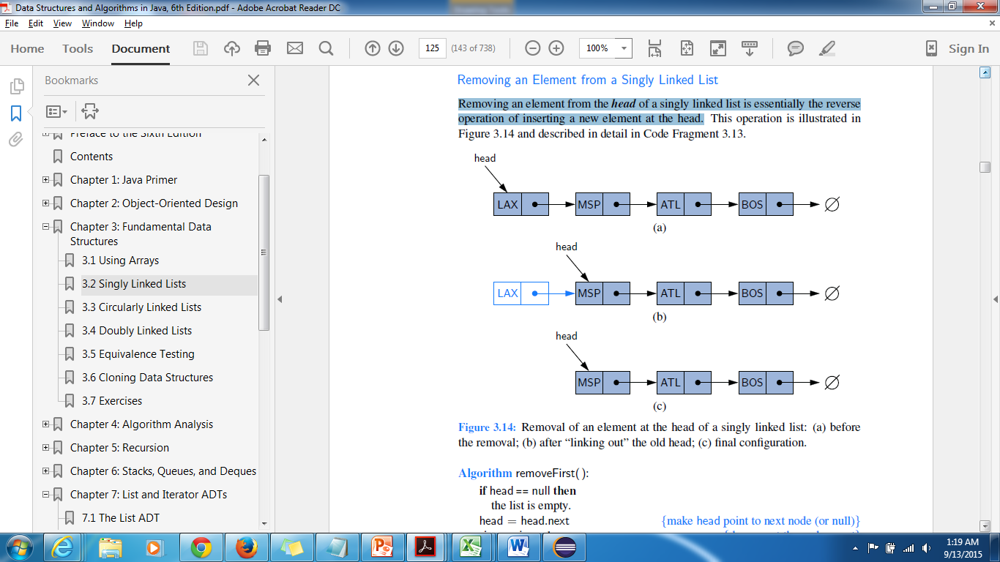 Data Structures and Algorithms in Java, 6th Edition.pdf - Adobe Acrobat Reader DC
File Edit View Window Help
Home Tools Document 125 (143 of 738) 100% Sign In
Bookmarks
Preface to the Sixth Edition
Contents
Chapter 1: Java Primer
Chapter 2: Object-Oriented Design
Chapter 3: Fundamental Data
Structures
3.1 Using Arrays
3.2 Singly Linked Lists
3.3 Circularly Linked Lists
3.4 Doubly Linked Lists
3.5 Equivalence Testing
3.6 Cloning Data Structures
3.7 Exercises
Chapter 4: Algorithm Analysis
Chapter 5: Recursion
Chapter 6: Stacks, Queues, and Deques
Chapter 7: List and Iterator ADTs
7.1 The List ADT
Removing an Element from a Singly Linked List
Removing an element from the head of a singly linked list is essentially the reverse
operation of inserting a new element at the head. This operation is illustrated in
Figure 3.14 and described in detail in Code Fragment 3.13.
head
LAX MSP ATL BOS ∅
(a)
head
LAX MSP ATL BOS ∅
(b)
head
MSP ATL BOS ∅
(c)
Figure 3.14: Removal of an element at the head of a singly linked list: (a) before
the removal; (b) after “linking out” the old head; (c) final configuration.
Algorithm removeFirst( ):
if head == null then
the list is empty.
head = head.next {make head point to next node (or null)}
1:19 AM
9/13/2015